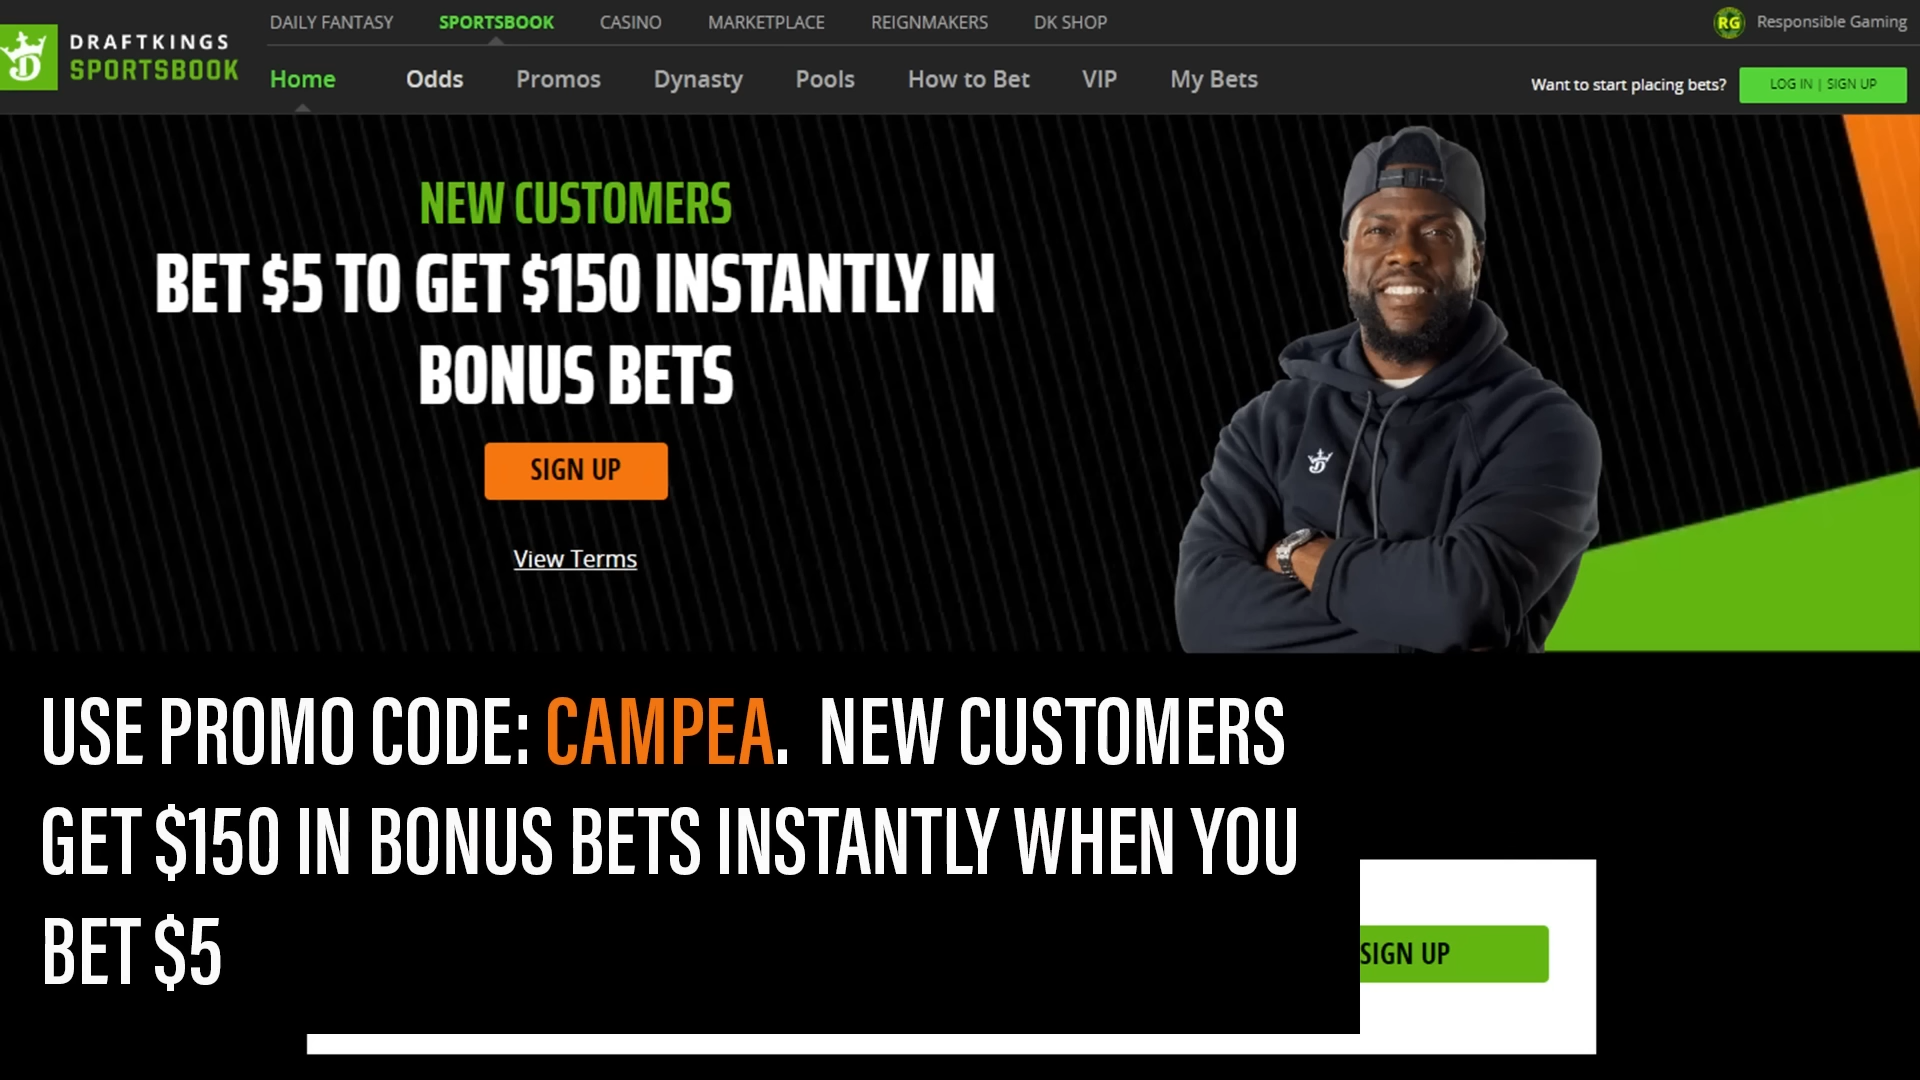 DAILY FANTASY SPORTSBOOK CASINO MARKETPLACE REIGNMAKERS DK SHOP
RG Responsible Gaming
DRAFTKINGS
SPORTSBOOK
Home Odds Promos Dynasty Pools How to Bet VIP My Bets
Want to start placing bets? LOG IN | SIGN UP
NEW CUSTOMERS
BET $5 TO GET $150 INSTANTLY IN
BONUS BETS
SIGN UP
View Terms
USE PROMO CODE: CAMPEA. NEW CUSTOMERS
GET $150 IN BONUS BETS INSTANTLY WHEN YOU
BET $5
SIGN UP